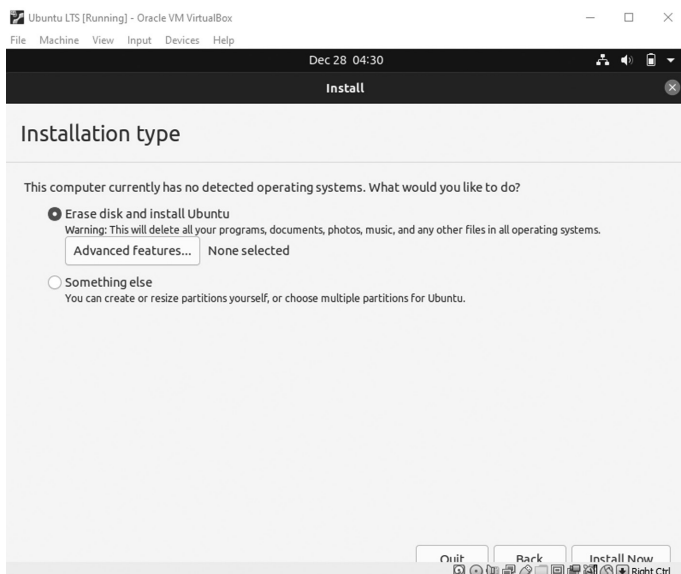 Ubuntu LTS [Running] - Oracle VM VirtualBox
File Machine View Input Devices Help
Dec 28 04:30
Install
Installation type
This computer currently has no detected operating systems. What would you like to do?
Erase disk and install Ubuntu
Warning: This will delete all your programs, documents, photos, music, and any other files in all operating systems.
Advanced features... None selected
Something else
You can create or resize partitions yourself, or choose multiple partitions for Ubuntu.
Quit Back Install Now
Right Ctrl